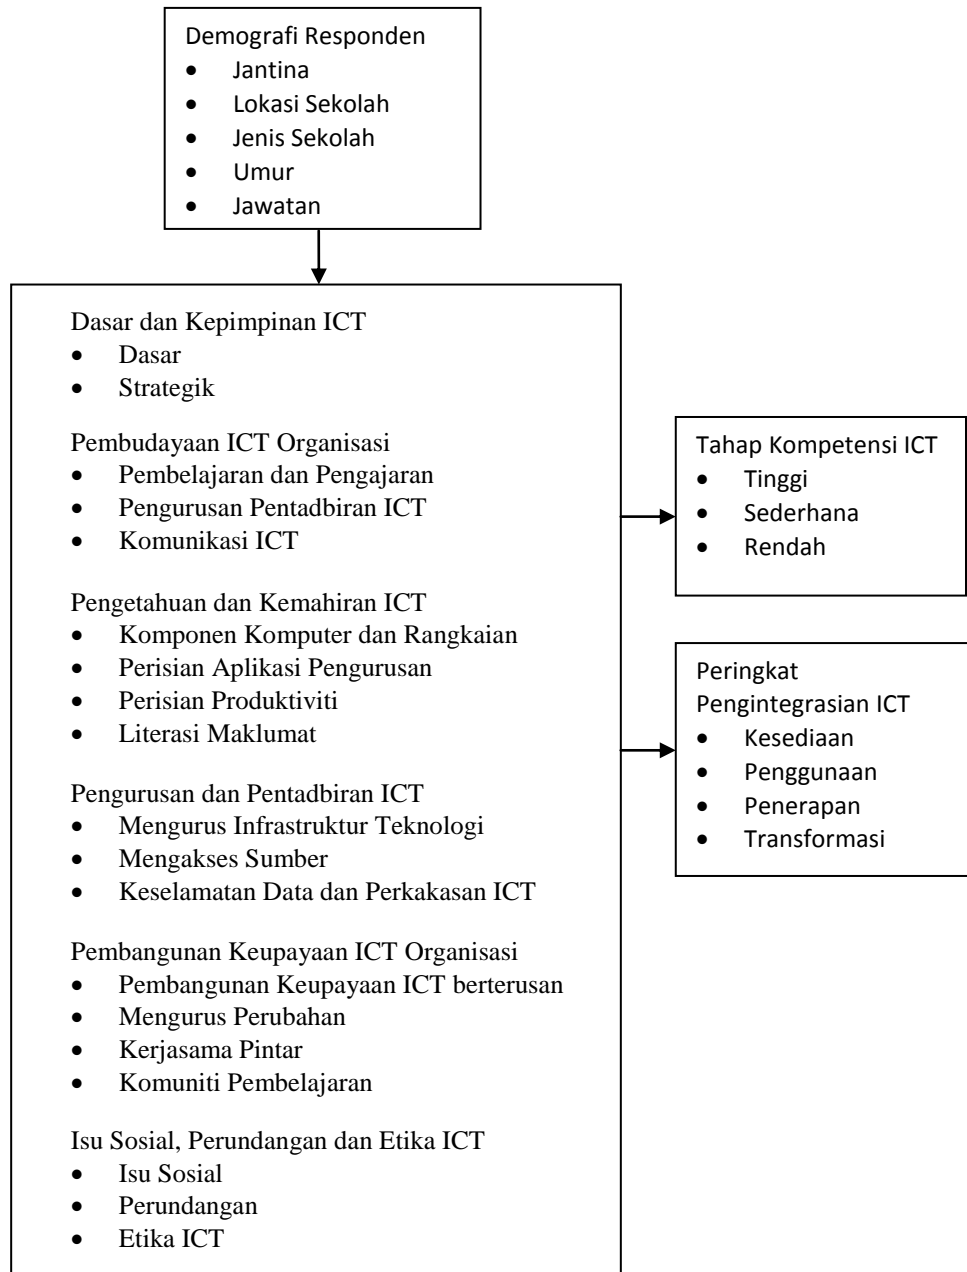 Demografi Responden
• Jantina
• Lokasi Sekolah
• Jenis Sekolah
• Umur
• Jawatan
Dasar dan Kepimpinan ICT
• Dasar
• Strategik
Pembudayaan ICT Organisasi
• Pembelajaran dan Pengajaran
• Pengurusan Pentadbiran ICT
• Komunikasi ICT
Pengetahuan dan Kemahiran ICT
• Komponen Komputer dan Rangkaian
• Perisian Aplikasi Pengurusan
• Perisian Produktiviti
• Literasi Maklumat
Pengurusan dan Pentadbiran ICT
• Mengurus Infrastruktur Teknologi
• Mengakses Sumber
• Keselamatan Data dan Perkakasan ICT
Pembangunan Keupayaan ICT Organisasi
• Pembangunan Keupayaan ICT berterusan
• Mengurus Perubahan
• Kerjasama Pintar
• Komuniti Pembelajaran
Isu Sosial, Perundangan dan Etika ICT
• Isu Sosial
• Perundangan
• Etika ICT
Tahap Kompetensi ICT
• Tinggi
• Sederhana
• Rendah
Peringkat
Pengintegrasian ICT
• Kesediaan
• Penggunaan
• Penerapan
• Transformasi